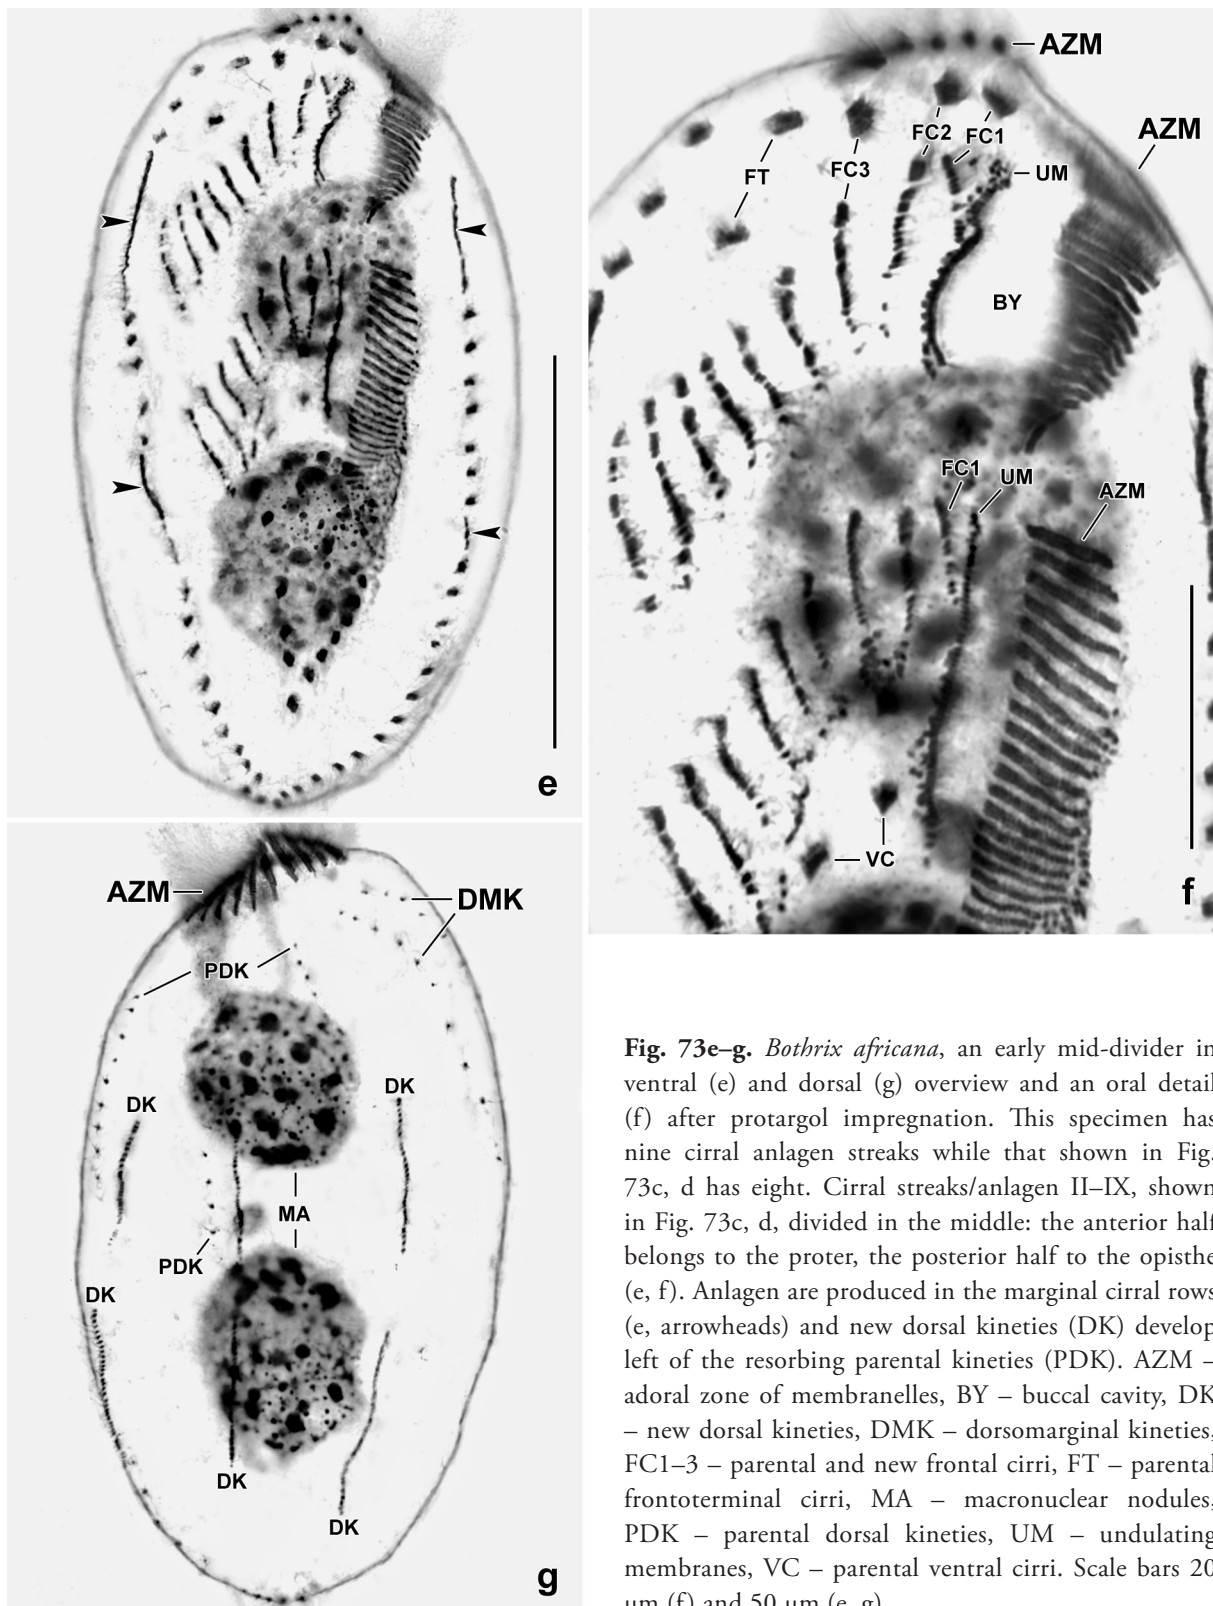 AZM
AZM
FC2
FC1
FT
FC3
UM
BY
FC1
UM
AZM
VC
e
f
AZM
DMK
PDK
DK
DK
MA
PDK
DK
DK
DK
g
Fig. 73e–g. Bothrix africana, an early mid-divider in
ventral (e) and dorsal (g) overview and an oral detail
(f) after protargol impregnation. This specimen has
nine cirral anlagen streaks while that shown in Fig.
73c, d has eight. Cirral streaks/anlagen II–IX, shown
in Fig. 73c, d, divided in the middle: the anterior half
belongs to the proter, the posterior half to the opisthe
(e, f). Anlagen are produced in the marginal cirral rows
(e, arrowheads) and new dorsal kineties (DK) develop
left of the resorbing parental kineties (PDK). AZM –
adoral zone of membranelles, BY – buccal cavity, DK
– new dorsal kineties, DMK – dorsomarginal kineties,
FC1–3 – parental and new frontal cirri, FT – parental
frontoterminal cirri, MA – macronuclear nodules,
PDK – parental dorsal kineties, UM – undulating
membranes, VC – parental ventral cirri. Scale bars 20
µm (f) and 50 µm (e, g).